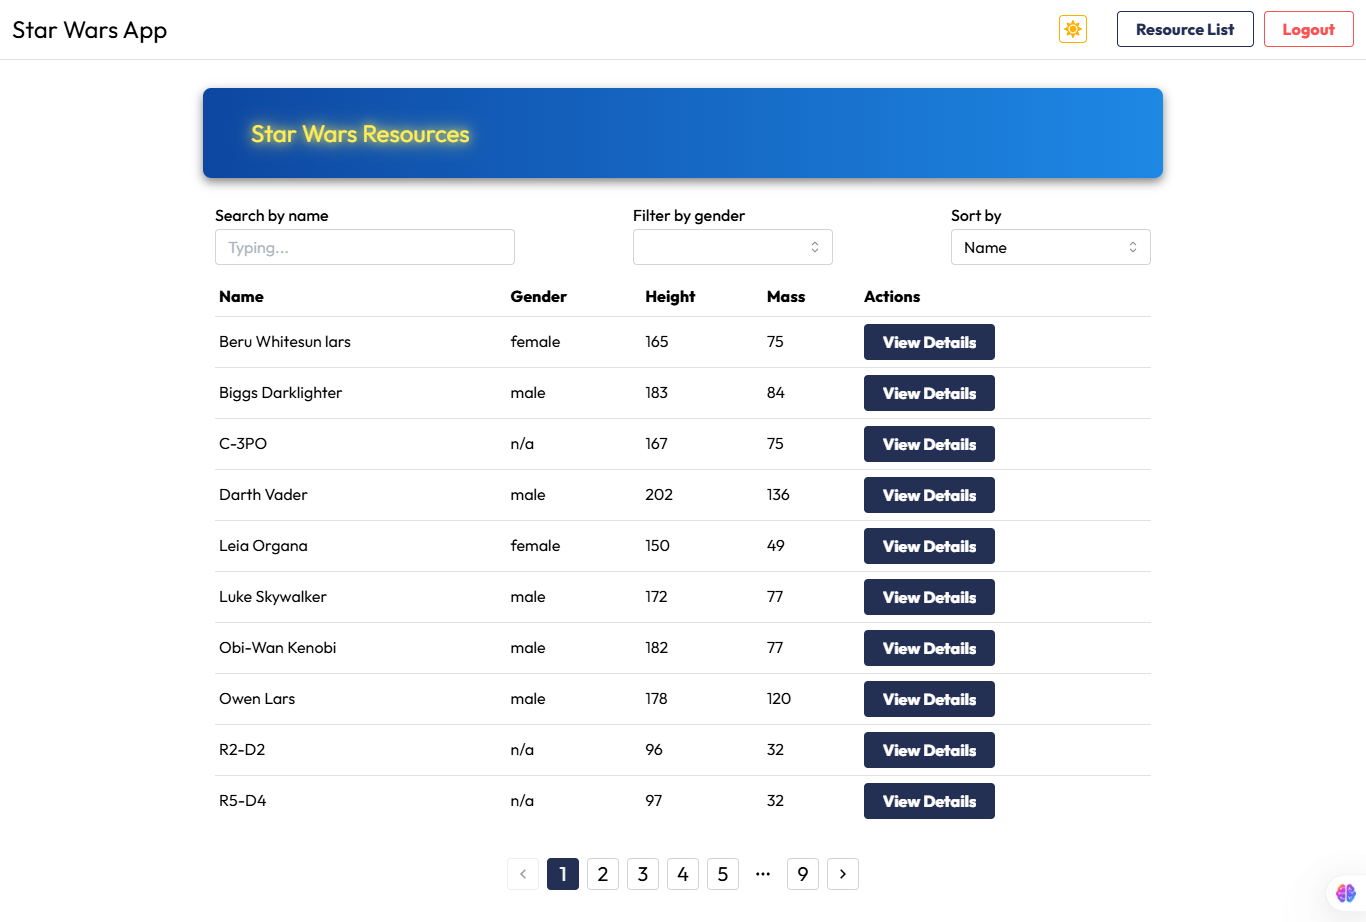 Star Wars App
Resource List
Logout
Star Wars Resources
Search by name
Filter by gender
Sort by
Typing...
Name
Name Gender Height Mass Actions
Beru Whitesun lars female 165 75 View Details
Biggs Darklighter male 183 84 View Details
C-3PO n/a 167 75 View Details
Darth Vader male 202 136 View Details
Leia Organa female 150 49 View Details
Luke Skywalker male 172 77 View Details
Obi-Wan Kenobi male 182 77 View Details
Owen Lars male 178 120 View Details
R2-D2 n/a 96 32 View Details
R5-D4 n/a 97 32 View Details
1 2 3 4 5 ... 9